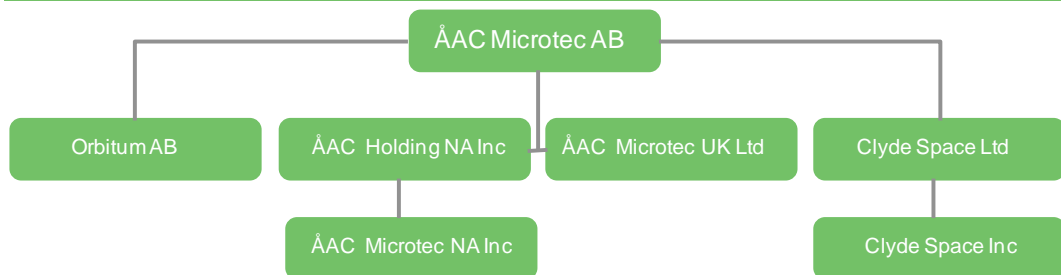 ÅAC Microtec AB
Orbitum AB
ÅAC Holding NA Inc
ÅAC Microtec UK Ltd
Clyde Space Ltd
ÅAC Microtec NA Inc
Clyde Space Inc